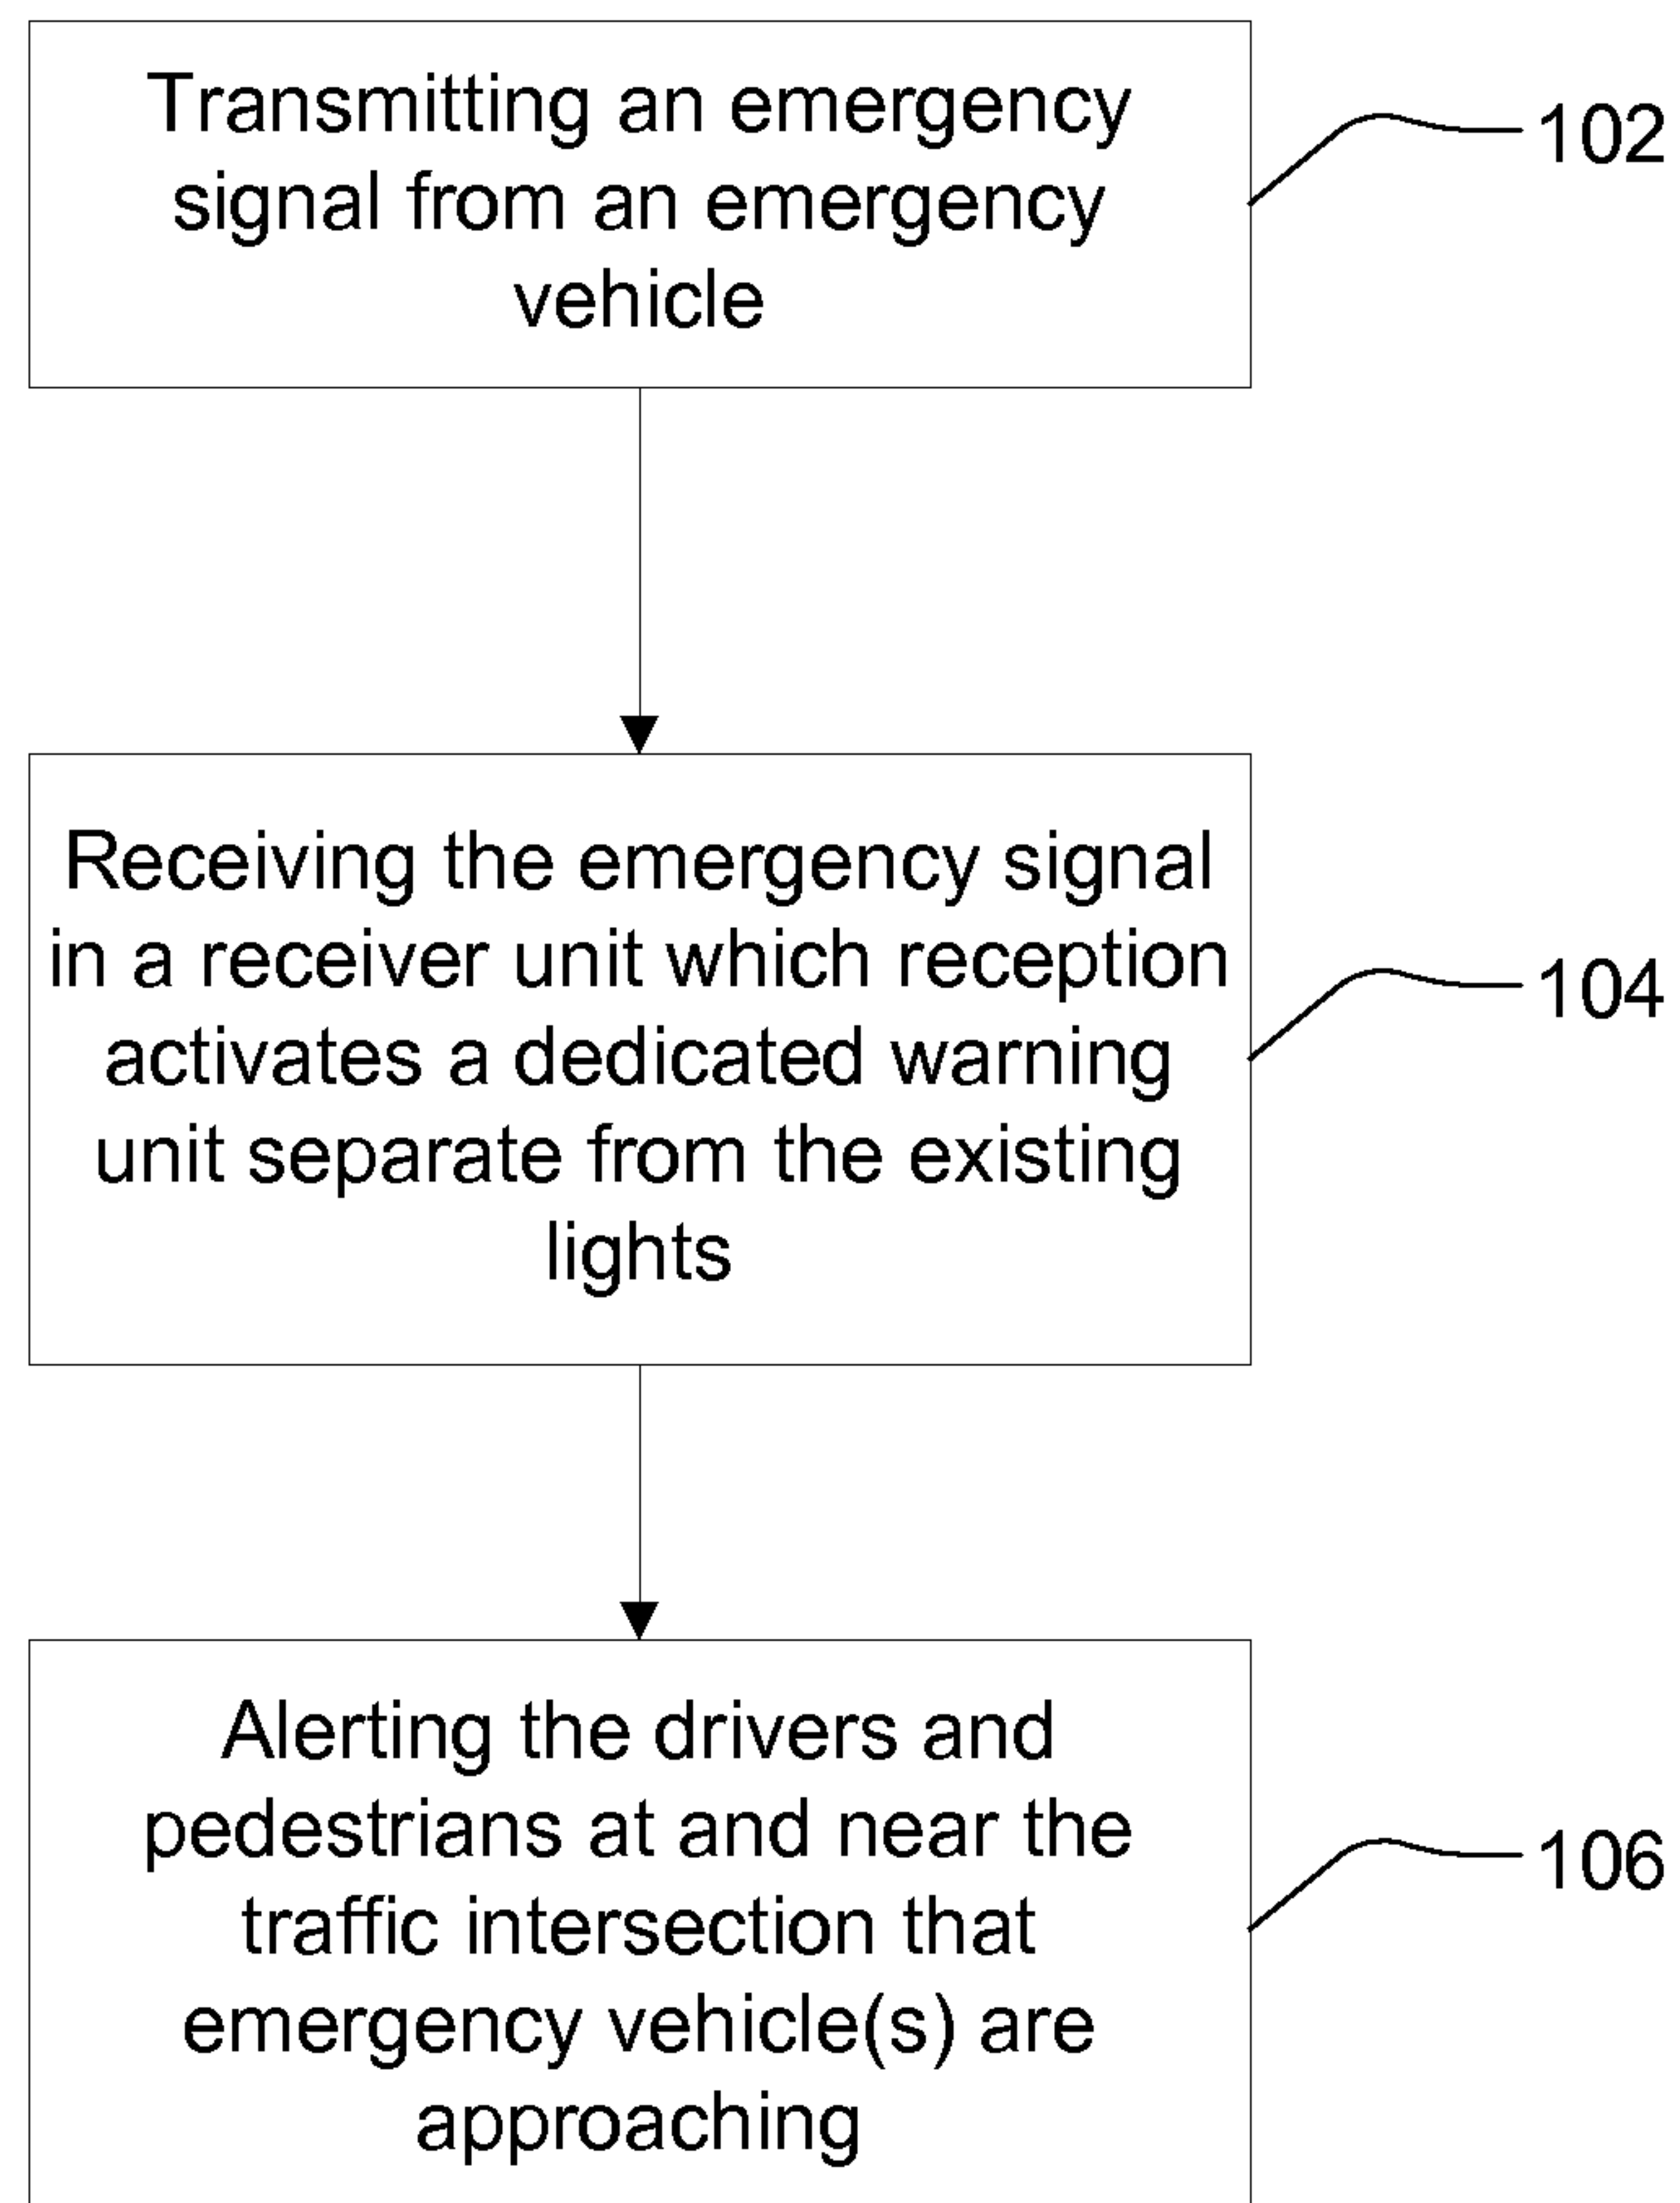 Transmitting an emergency
signal from an emergency
vehicle
102
Receiving the emergency signal
in a receiver unit which reception
activates a dedicated warning
unit separate from the existing
lights
104
Alerting the drivers and
pedestrians at and near the
traffic intersection that
emergency vehicle(s) are
approaching
106